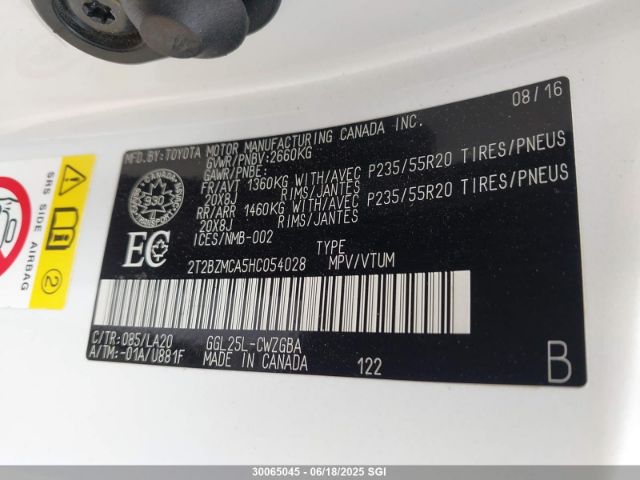 08/16
MFD.BY:TOYOTA MOTOR MANUFACTURING CANADA INC.
GVWR/PNBV:2660KG
GAWR/PNBE:
FR/AVT 1360KG WITH/AVEC P235/55R20 TIRES/PNEUS
20X8J RIMS/JANTES
RR/ARR 1460KG WITH/AVEC P235/55R20 TIRES/PNEUS
20X8J RIMS/JANTES
ICES/NMB-002
930
EC
TYPE
2T2BZMCA5HC054028 MPV/VTUM
C/TR:085/LA20 GGL25L-CWZGBA
A/TM:-01A/U881F MADE IN CANADA 122
B
SRS SIDE AIRBAG
2
30065045 - 06/18/2025 SGI